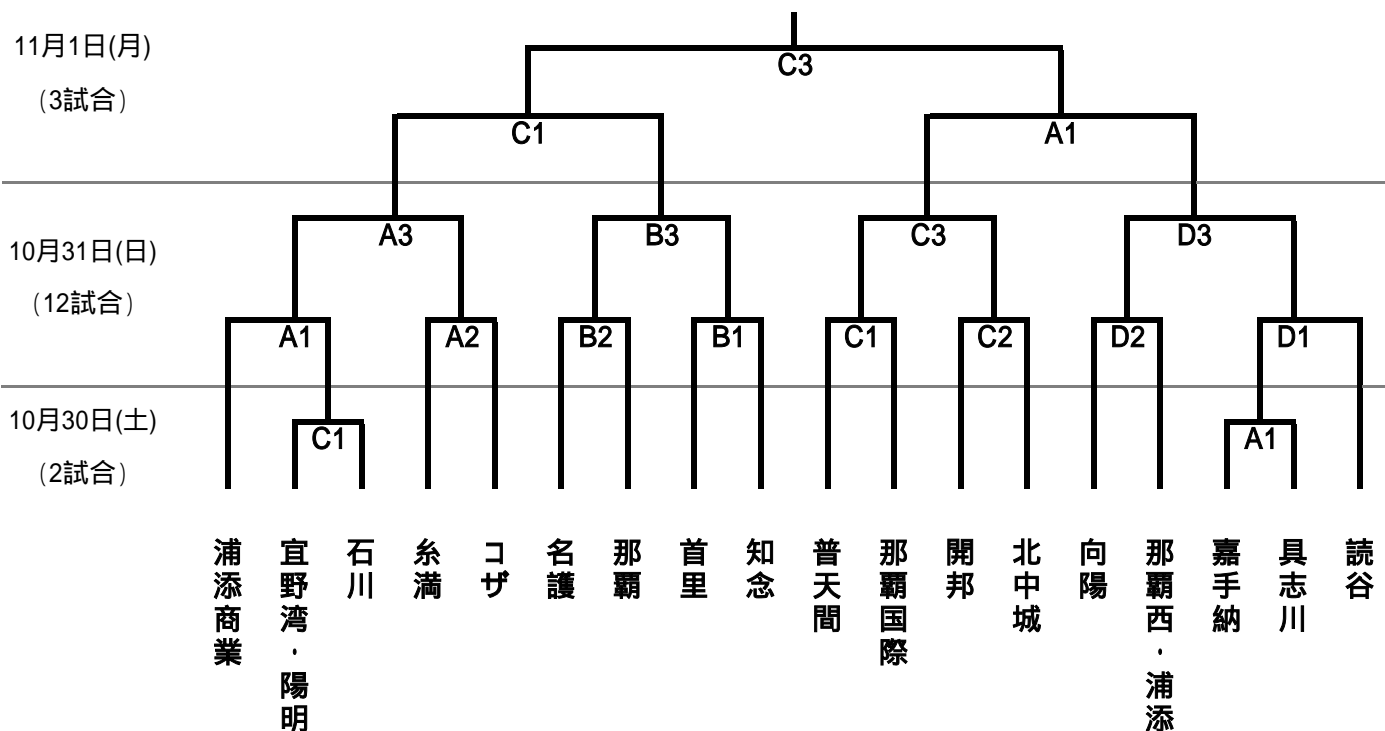 11月1日(月)
(3試合)
C3
C1
A1
10月31日(日)
(12試合)
A3
B3
C3
D3
A1
A2
B2
B1
C1
C2
D2
D1
10月30日(土)
(2試合)
C1
A1
浦添商業
宜野湾・陽明
石川
糸満
コザ
名護
那覇
首里
知念
普天間
那覇国際
開邦
北中城
向陽
那覇西・浦添
嘉手納
具志川
読谷